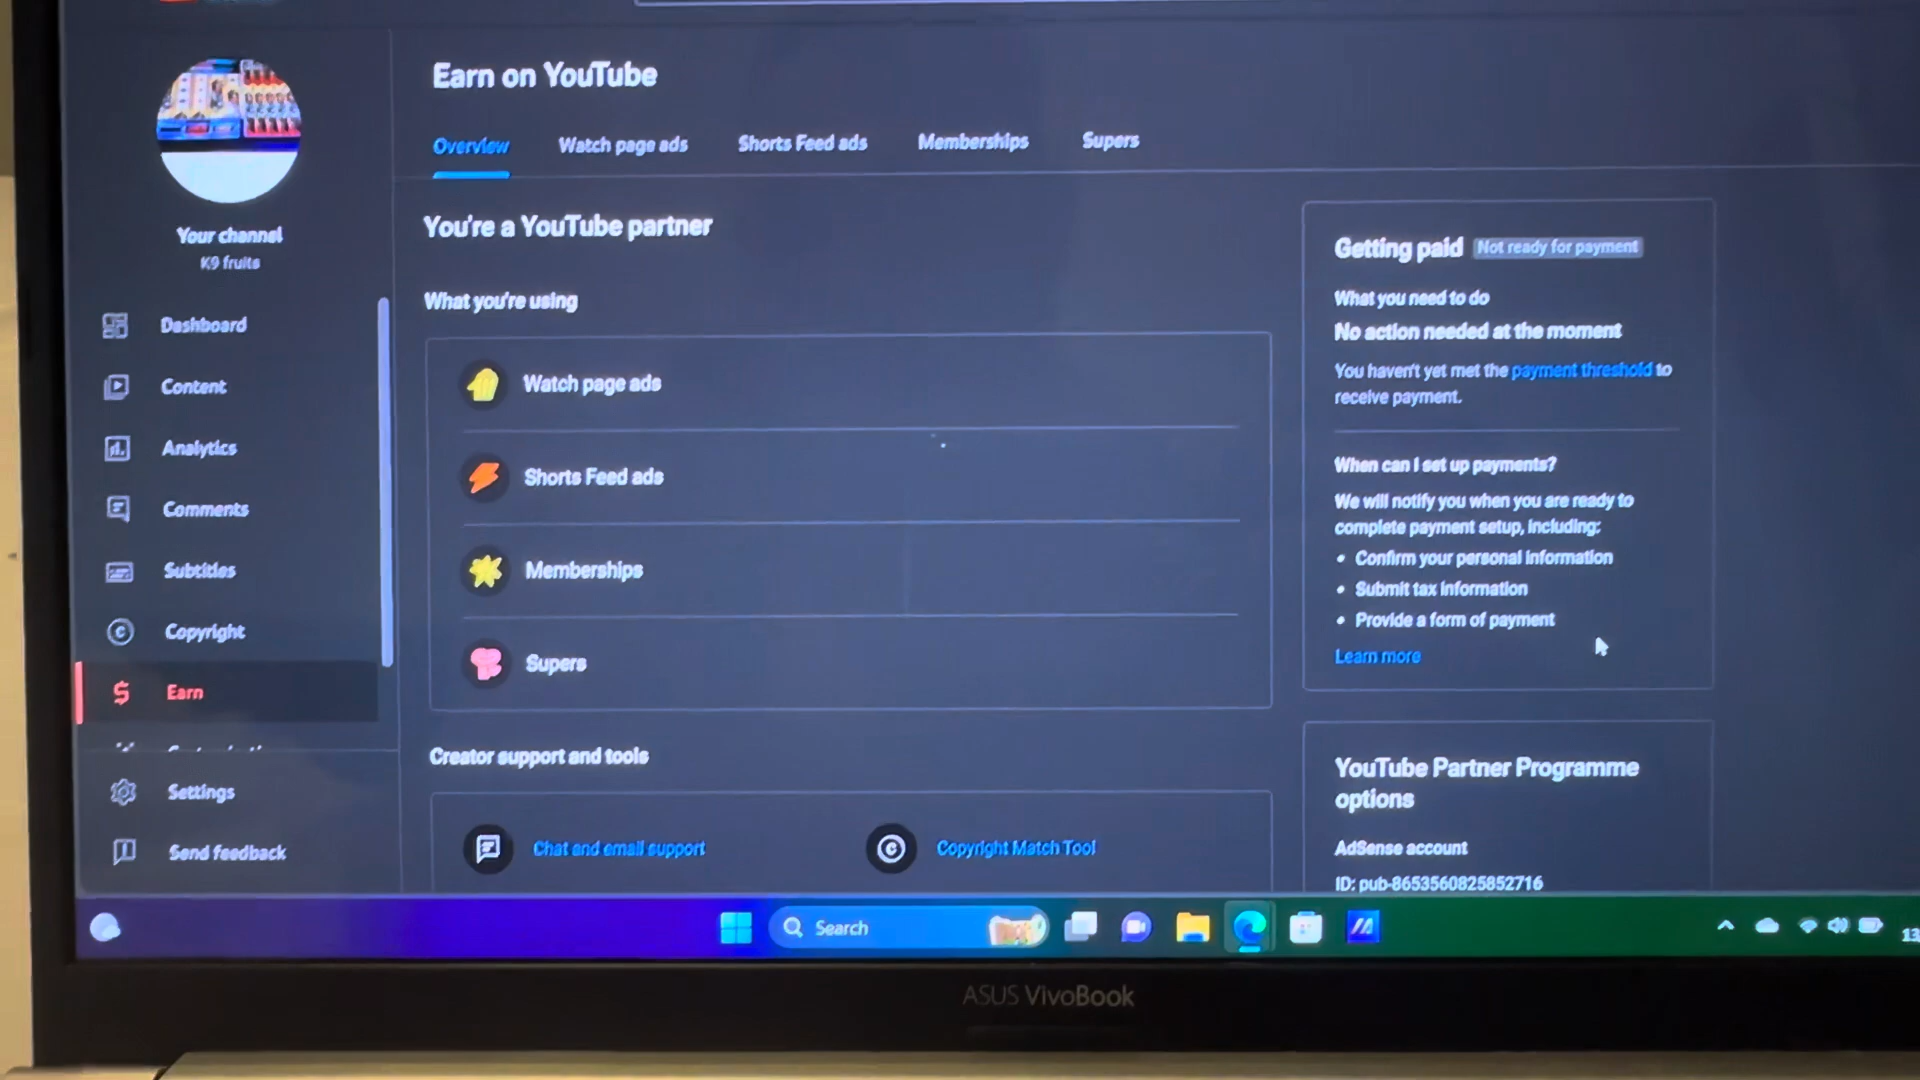 Earn on YouTube
Overview
Watch page ads
Shorts Feed ads
Memberships
Supers
Your channel
K9 fruits
Dashboard
Content
Analytics
Comments
Subtitles
Copyright
Earn
Settings
Send feedback
You're a YouTube partner
What you're using
Watch page ads
Shorts Feed ads
Memberships
Supers
Creator support and tools
Chat and email support
Copyright Match Tool
Getting paid Not ready for payment
What you need to do
No action needed at the moment
You haven't yet met the payment threshold to
receive payment.
When can I set up payments?
We will notify you when you are ready to
complete payment setup, including:
• Confirm your personal information
• Submit tax information
• Provide a form of payment
Learn more
YouTube Partner Programme
options
AdSense account
ID: pub-8653560825852716
Search
ASUS VivoBook